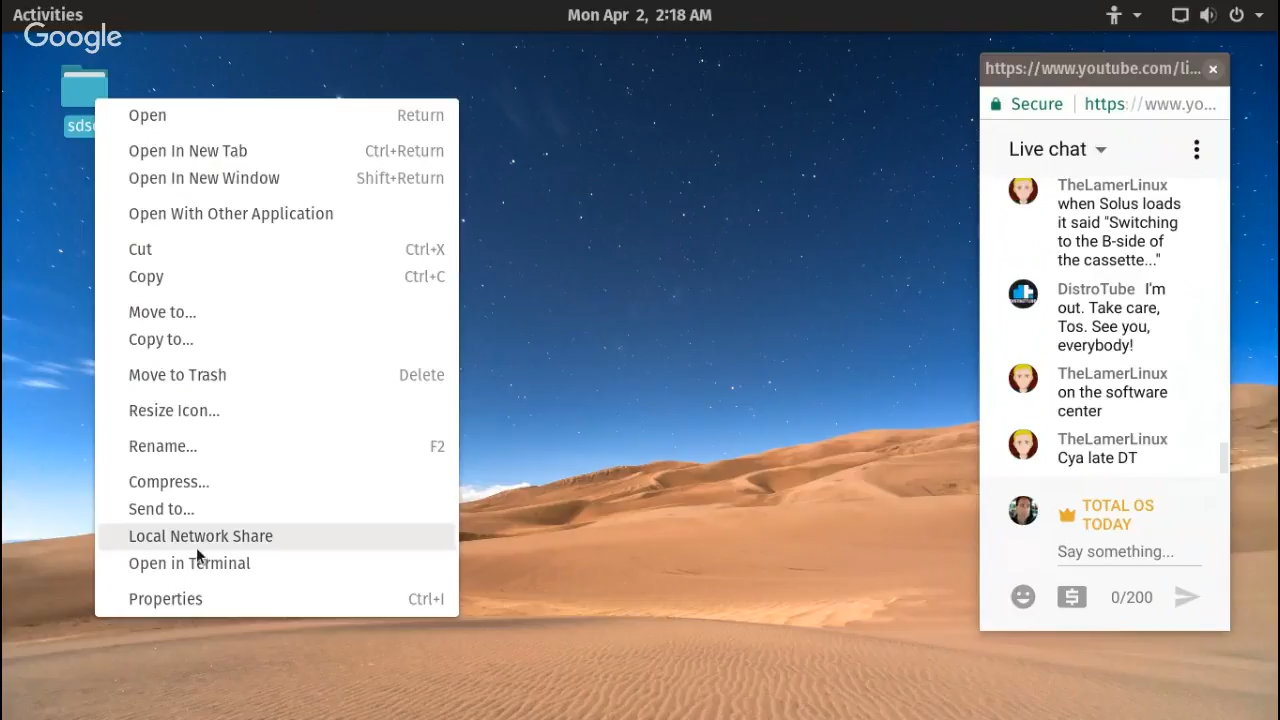 Activities
Mon Apr 2, 2:18 AM
Google
Open Return
Open In New Tab Ctrl+Return
Open In New Window Shift+Return
Open With Other Application
Cut Ctrl+X
Copy Ctrl+C
Move to...
Copy to...
Move to Trash Delete
Resize Icon...
Rename... F2
Compress...
Send to...
Local Network Share
Open in Terminal
Properties Ctrl+I
https://www.youtube.com/li...
Secure https://www.yo...
Live chat
TheLamerLinux
when Solus loads
it said "Switching
to the B-side of
the cassette..."
DistroTube I'm
out. Take care,
Tos. See you,
everybody!
TheLamerLinux
on the software
center
TheLamerLinux
Cya late DT
TOTAL OS
TODAY
Say something...
0/200